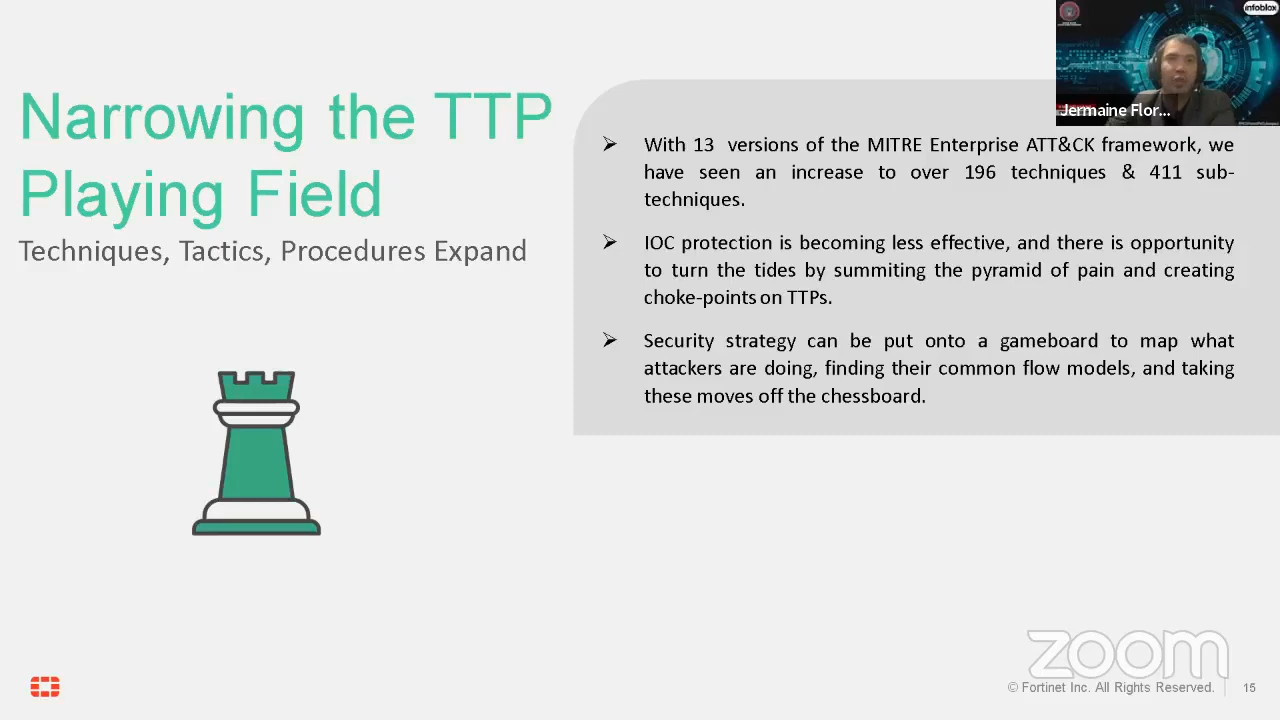 infoblox
Jermaine Flor...
Narrowing the TTP
Playing Field
Techniques, Tactics, Procedures Expand
➢ With 13 versions of the MITRE Enterprise ATT&CK framework, we
have seen an increase to over 196 techniques & 411 sub-
techniques.
➢ IOC protection is becoming less effective, and there is opportunity
to turn the tides by summiting the pyramid of pain and creating
choke-points on TTPs.
➢ Security strategy can be put onto a gameboard to map what
attackers are doing, finding their common flow models, and taking
these moves off the chessboard.
zoom
© Fortinet Inc. All Rights Reserved.
15